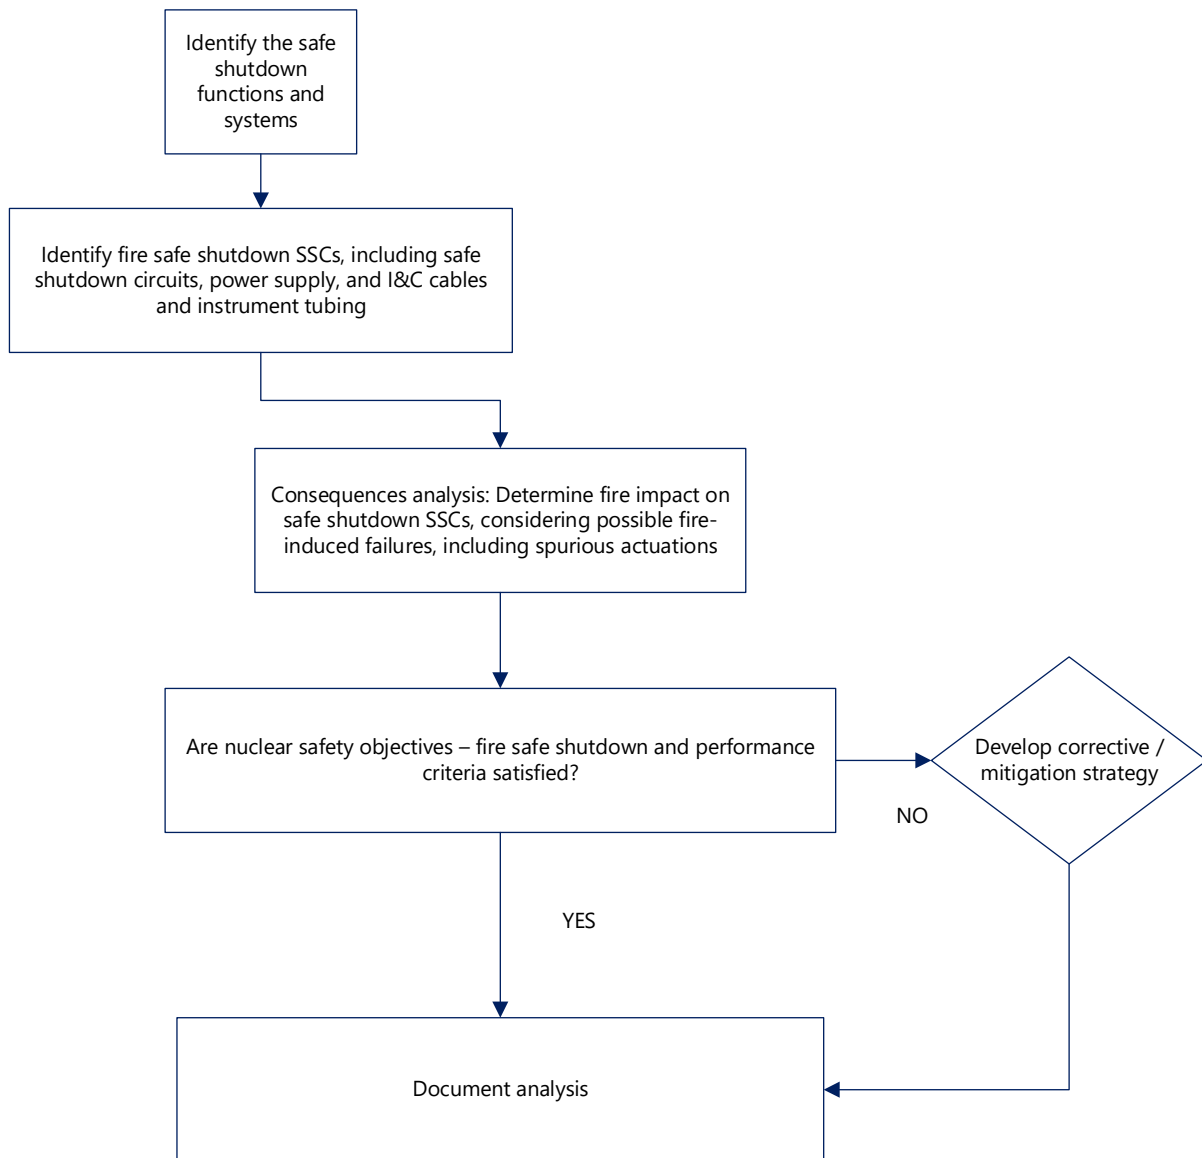 Identify the safe
shutdown
functions and
systems
Identify fire safe shutdown SSCs, including safe
shutdown circuits, power supply, and I&C cables
and instrument tubing
Consequences analysis: Determine fire impact on
safe shutdown SSCs, considering possible fire-
induced failures, including spurious actuations
Are nuclear safety objectives – fire safe shutdown and performance
criteria satisfied?
Develop corrective /
mitigation strategy
NO
YES
Document analysis